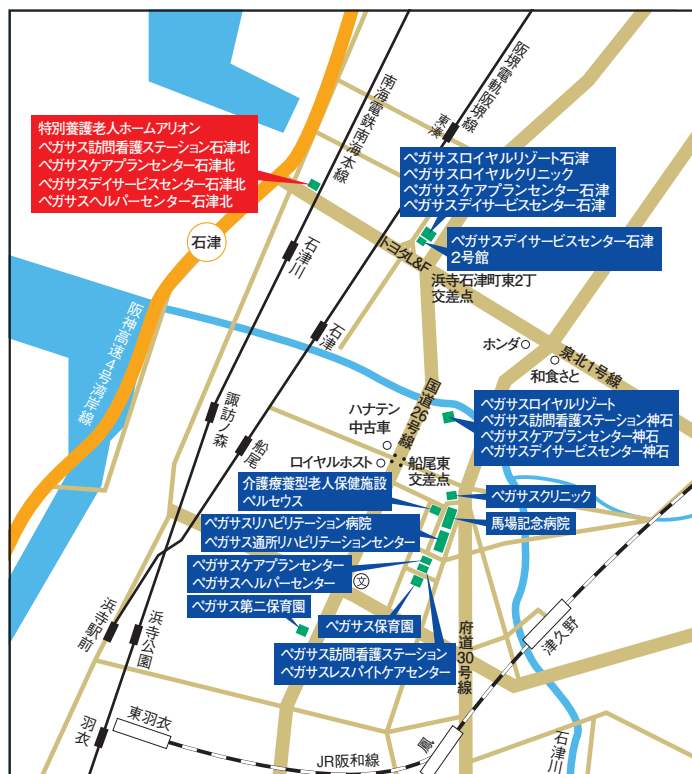 阪堺電軌阪堺線
東湊
南海電鉄南海本線
特別養護老人ホームアリオン
ペガサス訪問看護ステーション石津北
ペガサスケアプランセンター石津北
ペガサスデイサービスセンター石津北
ペガサスヘルパーセンター石津北
ペガサスロイヤルリゾート石津
ペガサスロイヤルクリニック
ペガサスケアプランセンター石津
ペガサスデイサービスセンター石津
ペガサスデイサービスセンター石津
2号館
石津
石津川
トヨタL&F
浜寺石津町東2丁
交差点
阪神高速4号湾岸線
石津
ホンダ
和食さと
泉北1号線
諏訪ノ森
船尾
国道26号線
ハナテン
中古車
ロイヤルホスト
船尾東
交差点
ペガサスロイヤルリゾート
ペガサス訪問看護ステーション神石
ペガサスケアプランセンター神石
ペガサスデイサービスセンター神石
介護療養型老人保健施設
ペルセウス
ペガサスクリニック
ペガサスリハビリテーション病院
ペガサス通所リハビリテーションセンター
馬場記念病院
ペガサスケアプランセンター
ペガサスヘルパーセンター
文
ペガサス第二保育園
ペガサス保育園
ペガサス訪問看護ステーション
ペガサスレスパイトケアセンター
府道30号線
浜寺駅前
浜寺公園
津久野
羽衣
東羽衣
JR阪和線
鳳
石津川